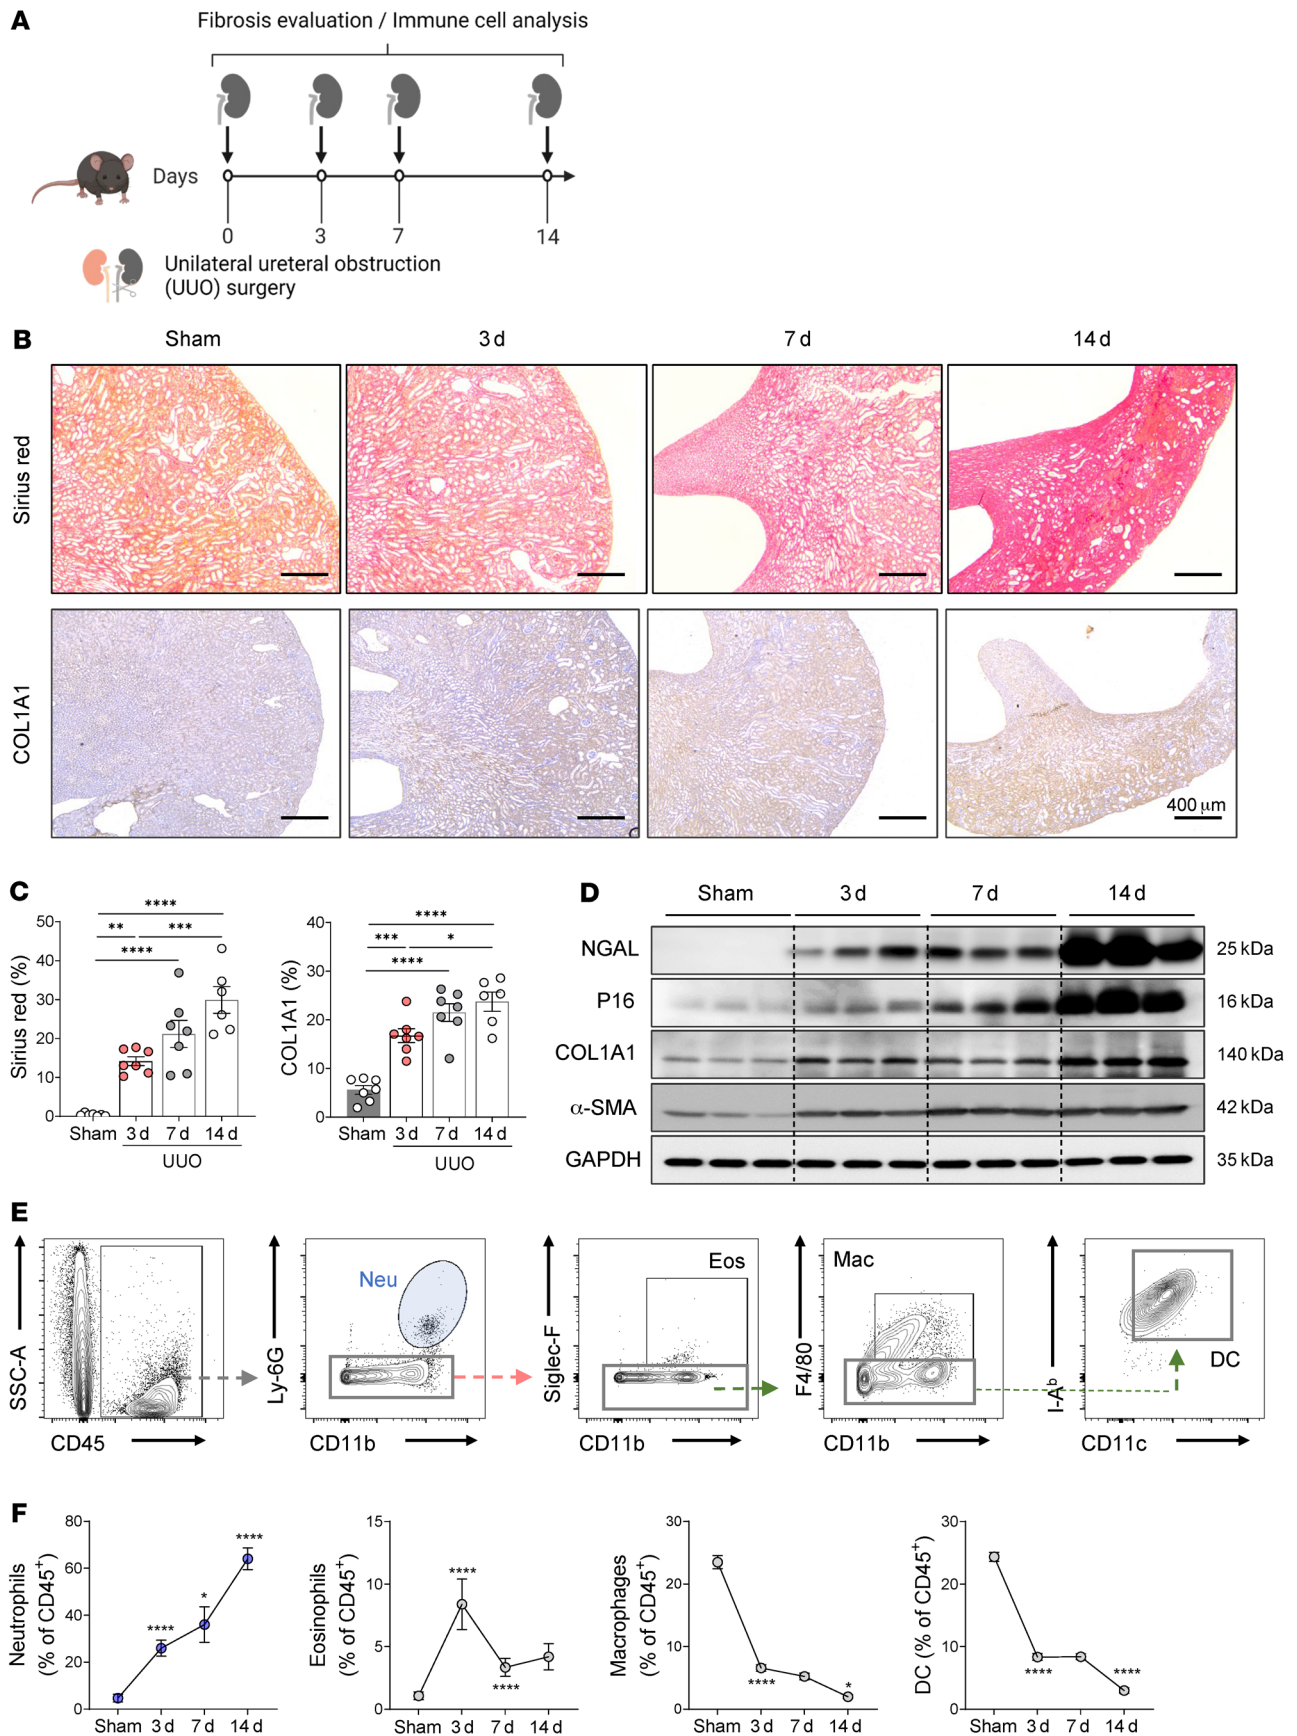 A
Fibrosis evaluation / Immune cell analysis
Days
0 3 7 14
Unilateral ureteral obstruction
(UUO) surgery
B
Sham 3 d 7 d 14 d
Sirius red
COL1A1
400 μm
C
Sirius red (%)
50
40
30
20
10
0
****
** ***
****
Sham 3 d 7 d 14 d
UUO
COL1A1 (%)
40
30
20
10
0
****
*** *
****
Sham 3 d 7 d 14 d
UUO
D
Sham 3 d 7 d 14 d
NGAL 25 kDa
P16 16 kDa
COL1A1 140 kDa
α-SMA 42 kDa
GAPDH 35 kDa
E
SSC-A
CD45
Ly-6G
Neu
CD11b
Siglec-F
Eos
CD11b
F4/80
Mac
CD11b
I-Aᵇ
DC
CD11c
F
Neutrophils
(% of CD45⁺)
80
60
40
20
0
****
*
****
Sham 3 d 7 d 14 d
Eosinophils
(% of CD45⁺)
15
10
5
0
****
****
Sham 3 d 7 d 14 d
Macrophages
(% of CD45⁺)
30
20
10
0
****
*
Sham 3 d 7 d 14 d
DC (% of CD45⁺)
30
20
10
0
****
****
Sham 3 d 7 d 14 d